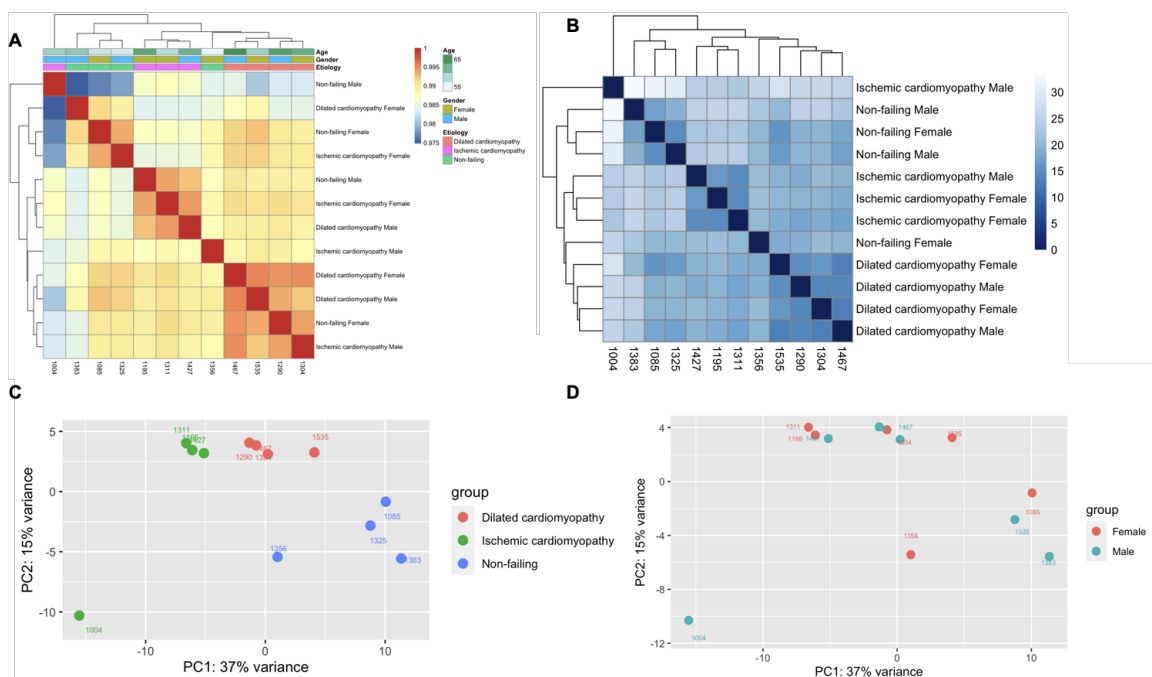 A
Age
Gender
Etiology
1
0.995
0.99
0.985
0.98
0.975
Age
65
55
Gender
Female
Male
Etiology
Dilated cardiomyopathy
Ischemic cardiomyopathy
Non-failing
Non-failing Male
Dilated cardiomyopathy Female
Non-failing Female
Ischemic cardiomyopathy Female
Non-failing Male
Ischemic cardiomyopathy Female
Dilated cardiomyopathy Male
Ischemic cardiomyopathy Male
Dilated cardiomyopathy Female
Dilated cardiomyopathy Male
Non-failing Female
Ischemic cardiomyopathy Male
1004 1383 1085 1325 1195 1311 1427 1356 1467 1535 1290 1304
B
Ischemic cardiomyopathy Male
Non-failing Male
Non-failing Female
Non-failing Male
Ischemic cardiomyopathy Male
Ischemic cardiomyopathy Female
Ischemic cardiomyopathy Female
Non-failing Female
Dilated cardiomyopathy Female
Dilated cardiomyopathy Male
Dilated cardiomyopathy Female
Dilated cardiomyopathy Male
30
25
20
15
10
5
0
1004 1383 1085 1325 1427 1195 1311 1356 1535 1290 1304 1467
C
PC2: 15% variance
5
0
-5
-10
1311
1535
1290
1085
1325
1356
1383
1004
-10 0 10
PC1: 37% variance
group
Dilated cardiomyopathy
Ischemic cardiomyopathy
Non-failing
D
PC2: 15% variance
4
0
-4
-8
-12
1311
1467
1195
1304
1535
1085
1325
1356
1383
1004
-10 0 10
PC1: 37% variance
group
Female
Male